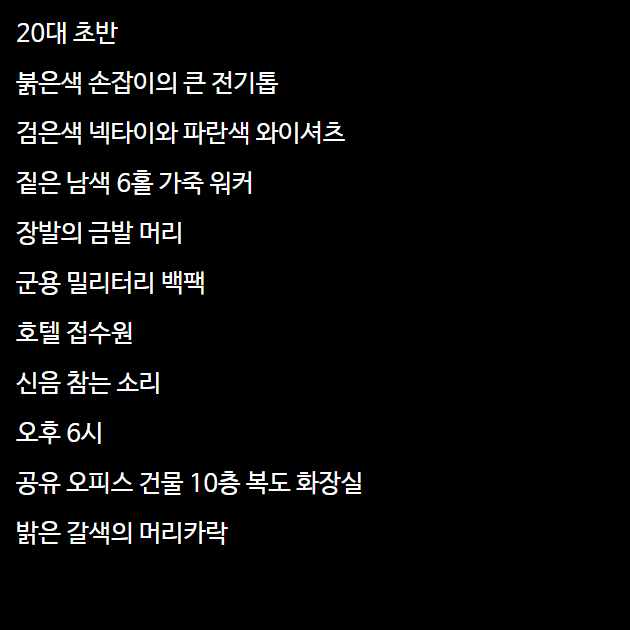 20대 초반
붉은색 손잡이의 큰 전기톱
검은색 넥타이와 파란색 와이셔츠
짙은 남색 6홀 가죽 워커
장발의 금발 머리
군용 밀리터리 백팩
호텔 접수원
신음 참는 소리
오후 6시
공유 오피스 건물 10층 복도 화장실
밝은 갈색의 머리카락